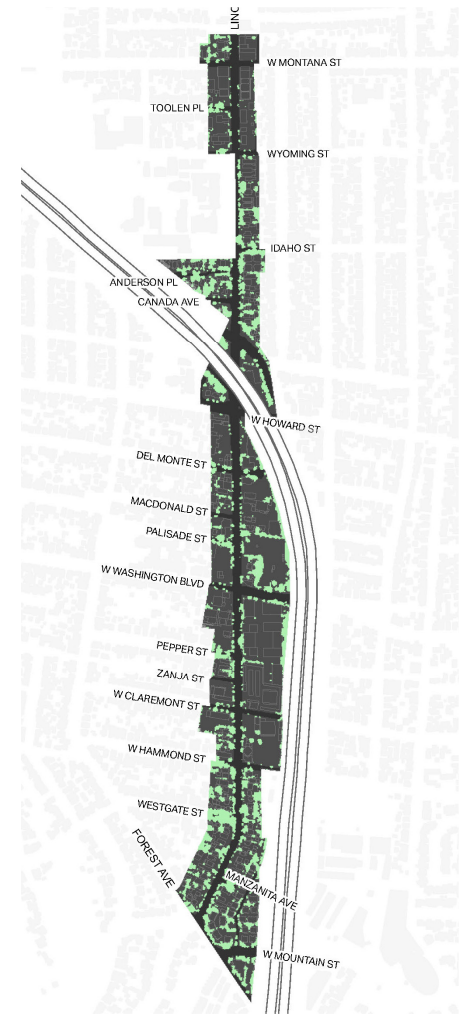 LINC
W MONTANA ST
TOOLEN PL
WYOMING ST
IDAHO ST
ANDERSON PL
CANADA AVE
W HOWARD ST
DEL MONTE ST
MACDONALD ST
PALISADE ST
W WASHINGTON BLVD
PEPPER ST
ZANJA ST
W CLAREMONT ST
W HAMMOND ST
WESTGATE ST
FOREST AVE
MANZANITA AVE
W MOUNTAIN ST